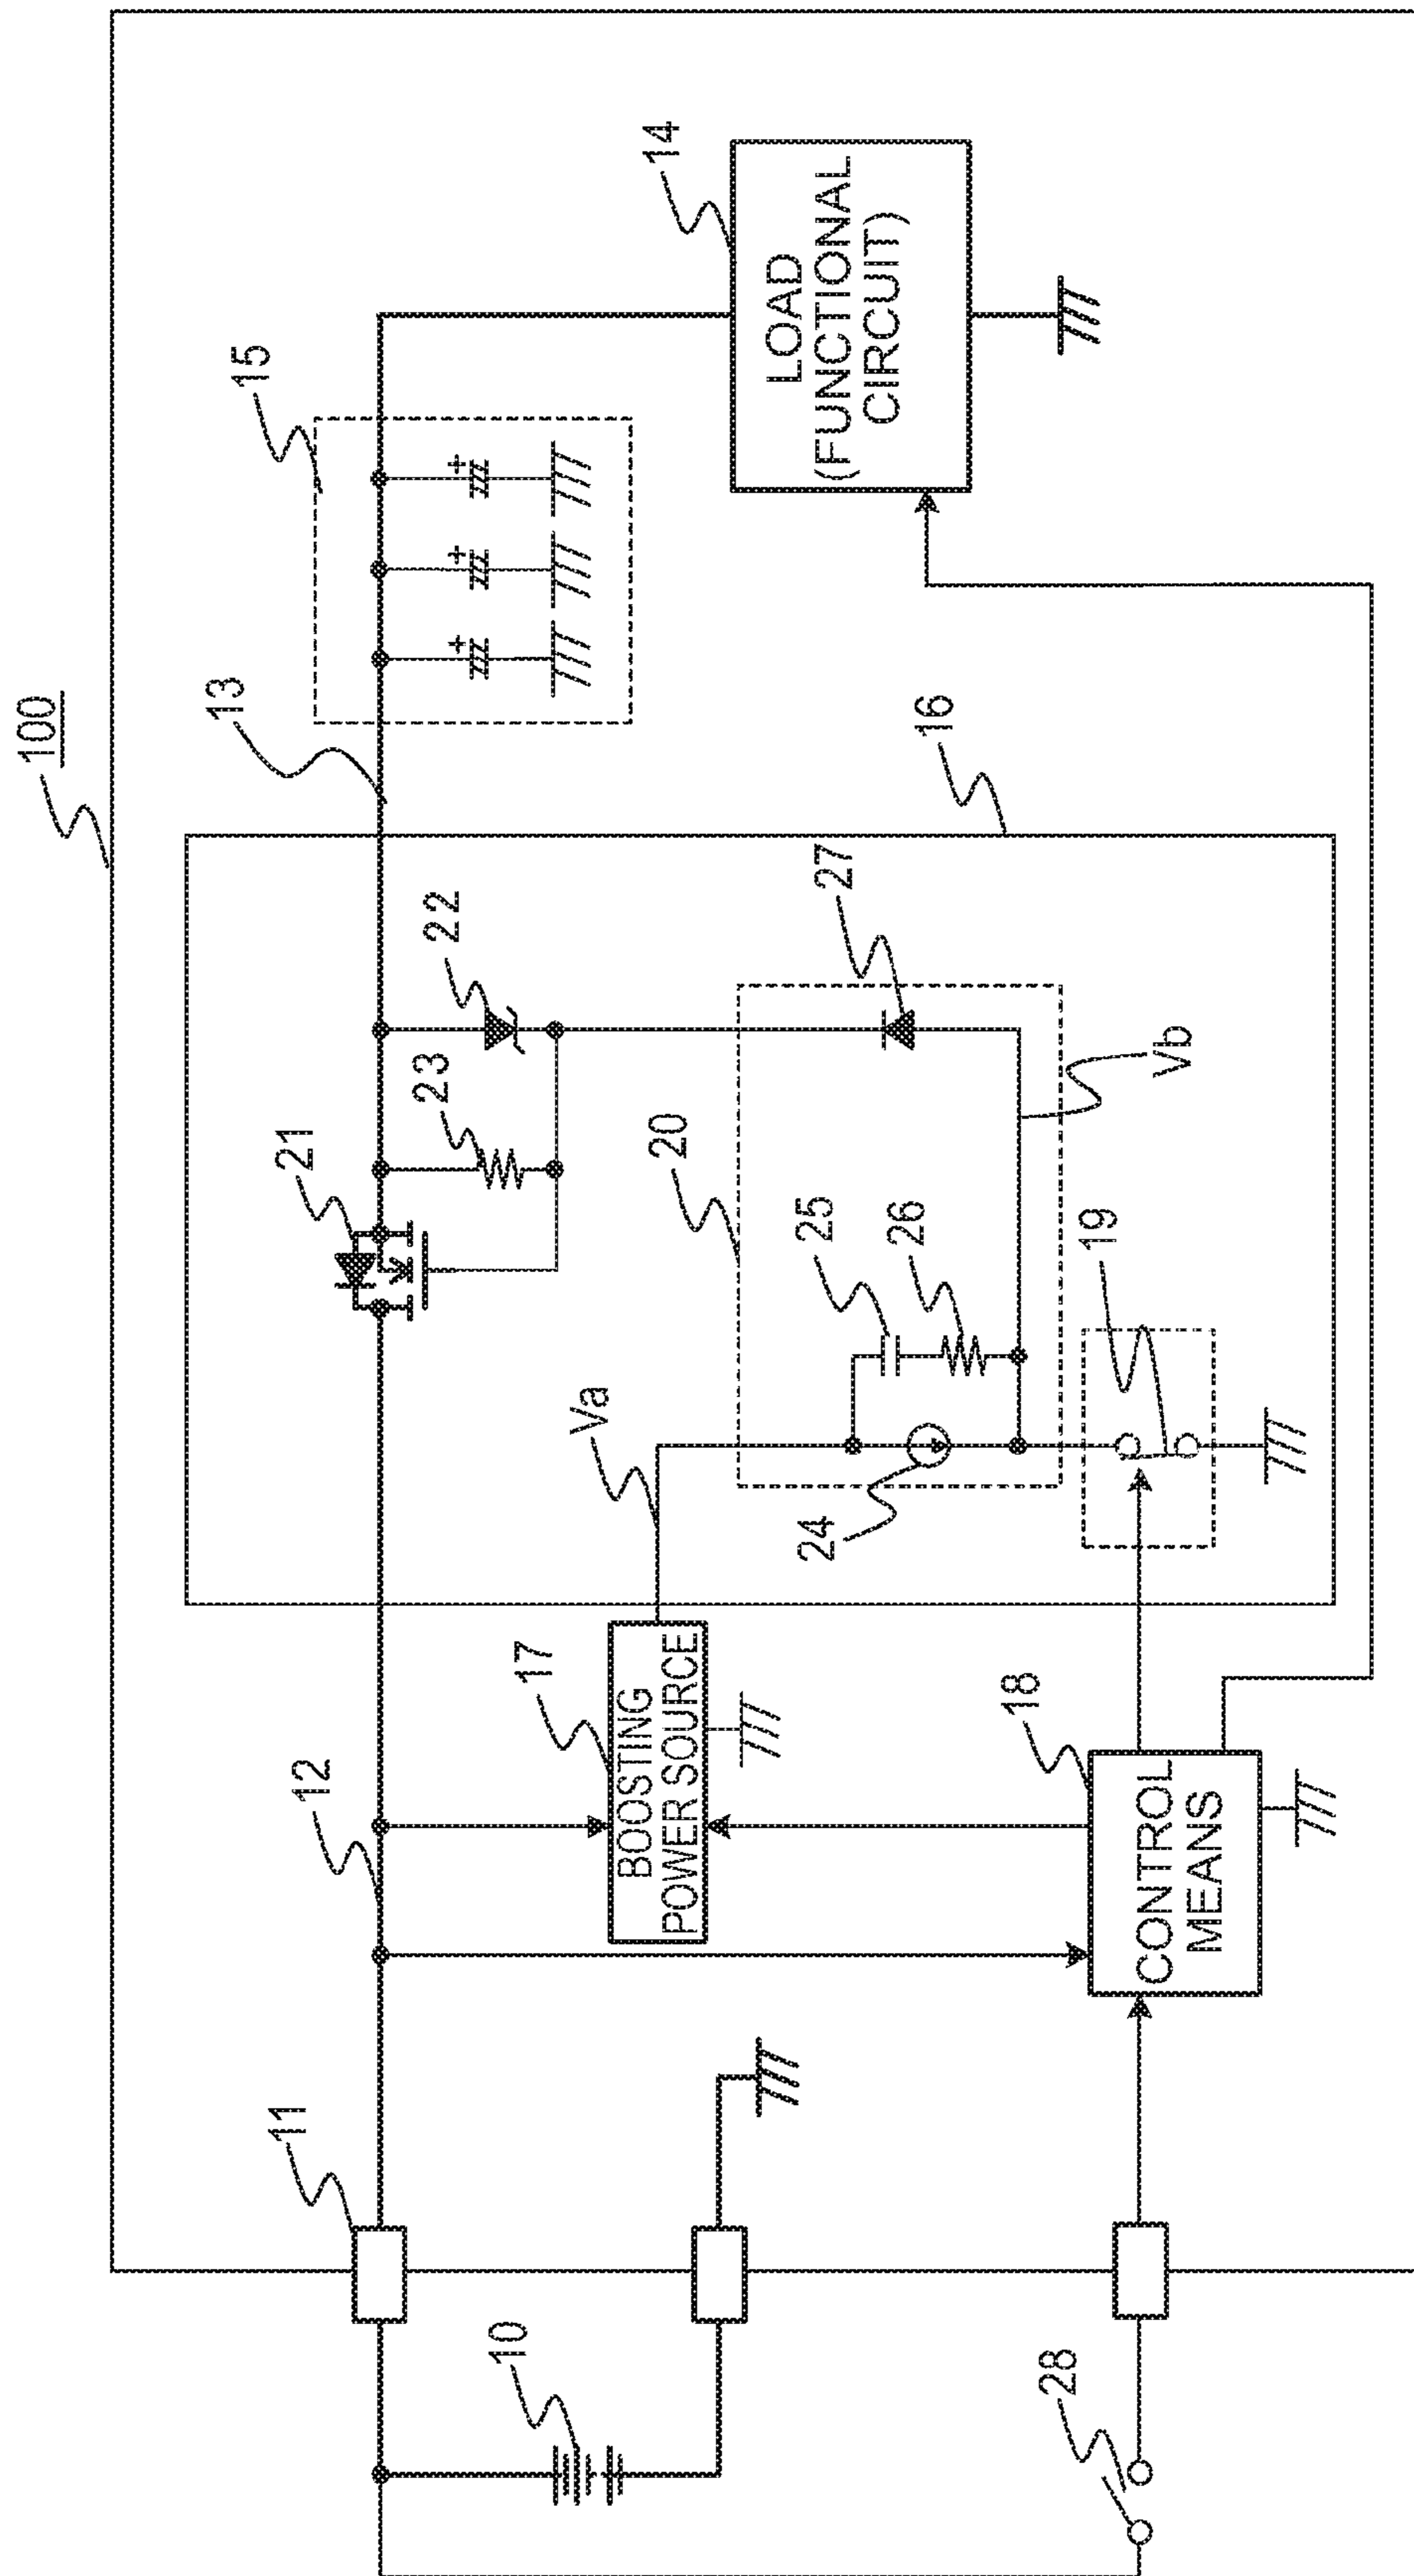 100
11
12
13
15
21
23
22
14
LOAD
(FUNCTIONAL
CIRCUIT)
10
17
BOOSTING
POWER SOURCE
Va
20
25
26
24
27
16
Vb
19
18
CONTROL
MEANS
28
+
+
+